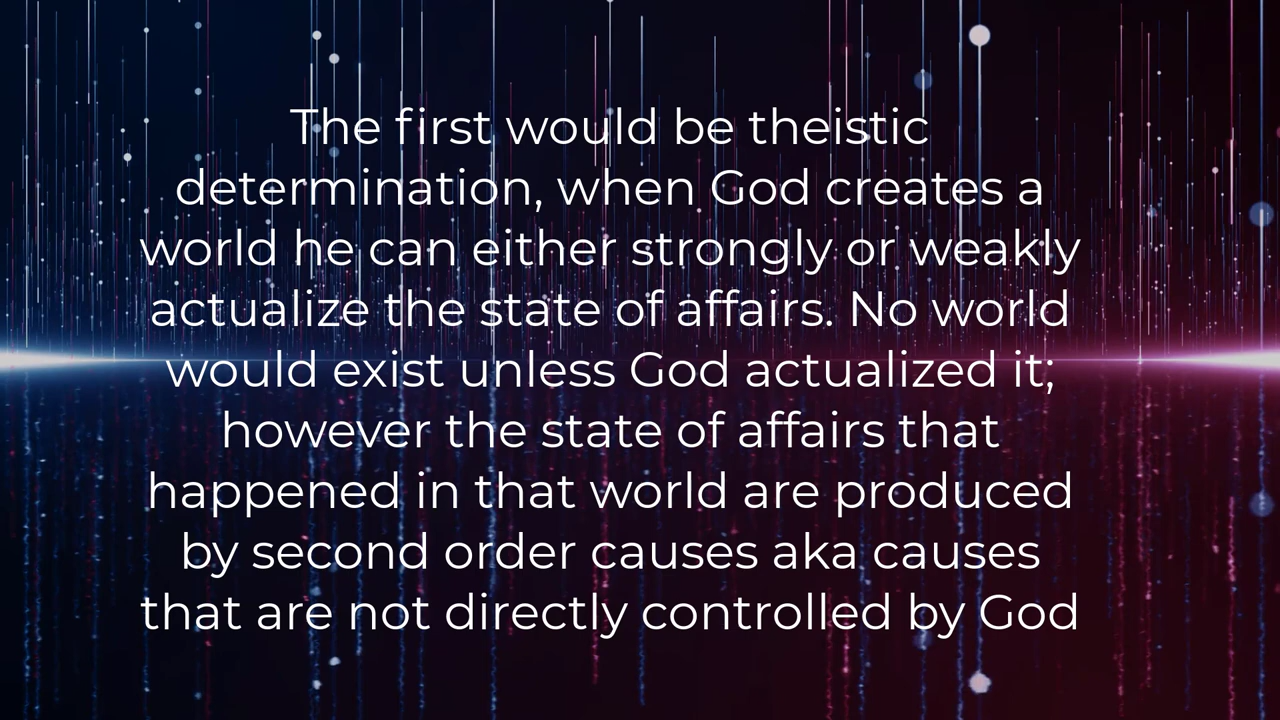 The first would be theistic
determination, when God creates a
world he can either strongly or weakly
actualize the state of affairs. No world
would exist unless God actualized it;
however the state of affairs that
happened in that world are produced
by second order causes aka causes
that are not directly controlled by God